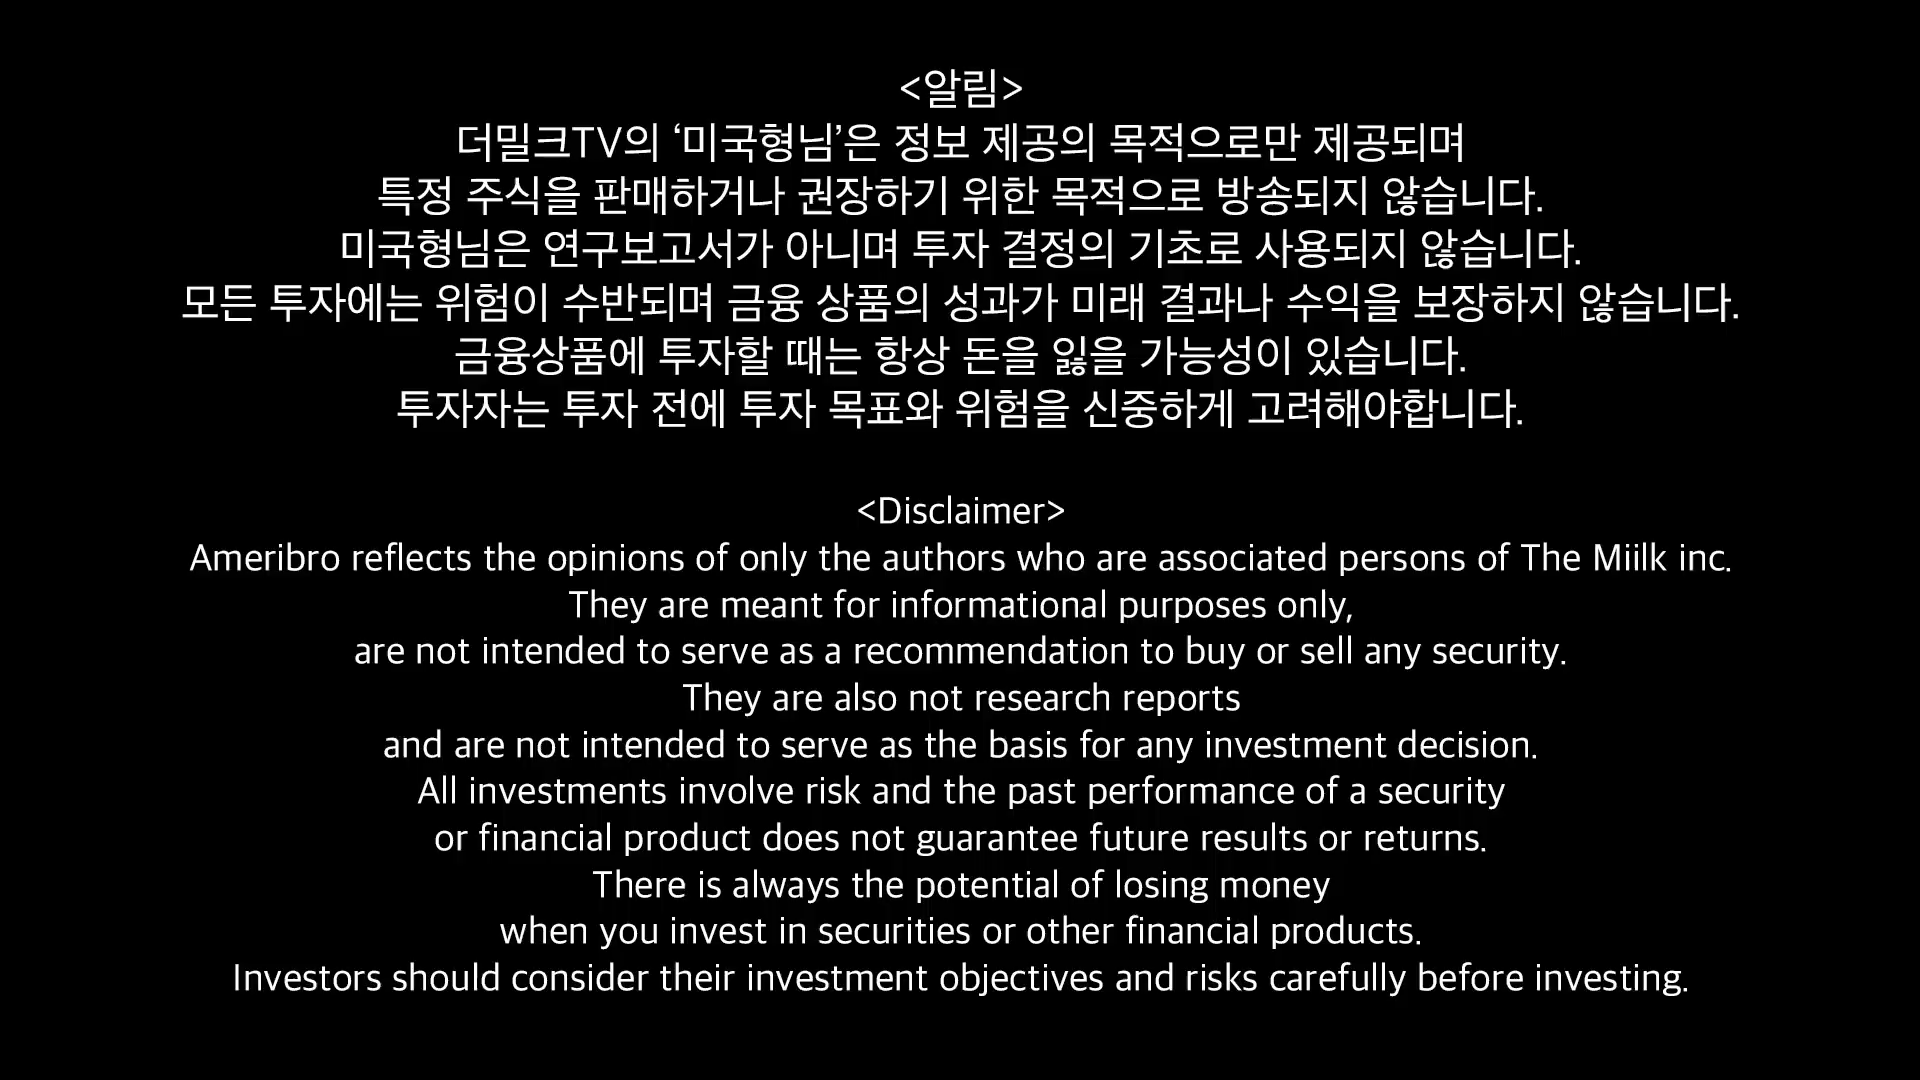 <알림>
더밀크TV의 ‘미국형님’은 정보 제공의 목적으로만 제공되며
특정 주식을 판매하거나 권장하기 위한 목적으로 방송되지 않습니다.
미국형님은 연구보고서가 아니며 투자 결정의 기초로 사용되지 않습니다.
모든 투자에는 위험이 수반되며 금융 상품의 성과가 미래 결과나 수익을 보장하지 않습니다.
금융상품에 투자할 때는 항상 돈을 잃을 가능성이 있습니다.
투자자는 투자 전에 투자 목표와 위험을 신중하게 고려해야합니다.
<Disclaimer>
Ameribro reflects the opinions of only the authors who are associated persons of The Miilk inc.
They are meant for informational purposes only,
are not intended to serve as a recommendation to buy or sell any security.
They are also not research reports
and are not intended to serve as the basis for any investment decision.
All investments involve risk and the past performance of a security
or financial product does not guarantee future results or returns.
There is always the potential of losing money
when you invest in securities or other financial products.
Investors should consider their investment objectives and risks carefully before investing.